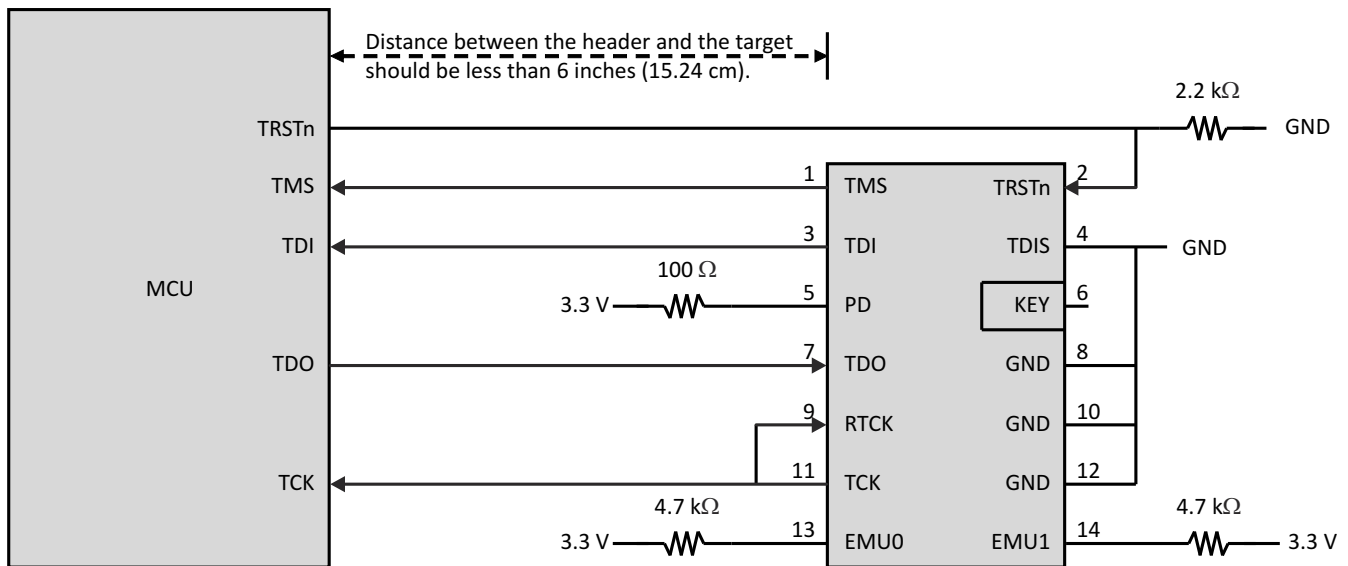 Distance between the header and the target
should be less than 6 inches (15.24 cm).
2.2 kΩ
TRSTn
GND
TMS
1
TMS
TRSTn
2
TDI
3
TDI
TDIS
4
GND
MCU
100 Ω
3.3 V
5
PD
KEY
6
TDO
7
TDO
GND
8
9
RTCK
GND
10
TCK
11
TCK
GND
12
4.7 kΩ
3.3 V
13
EMU0
EMU1
14
4.7 kΩ
3.3 V